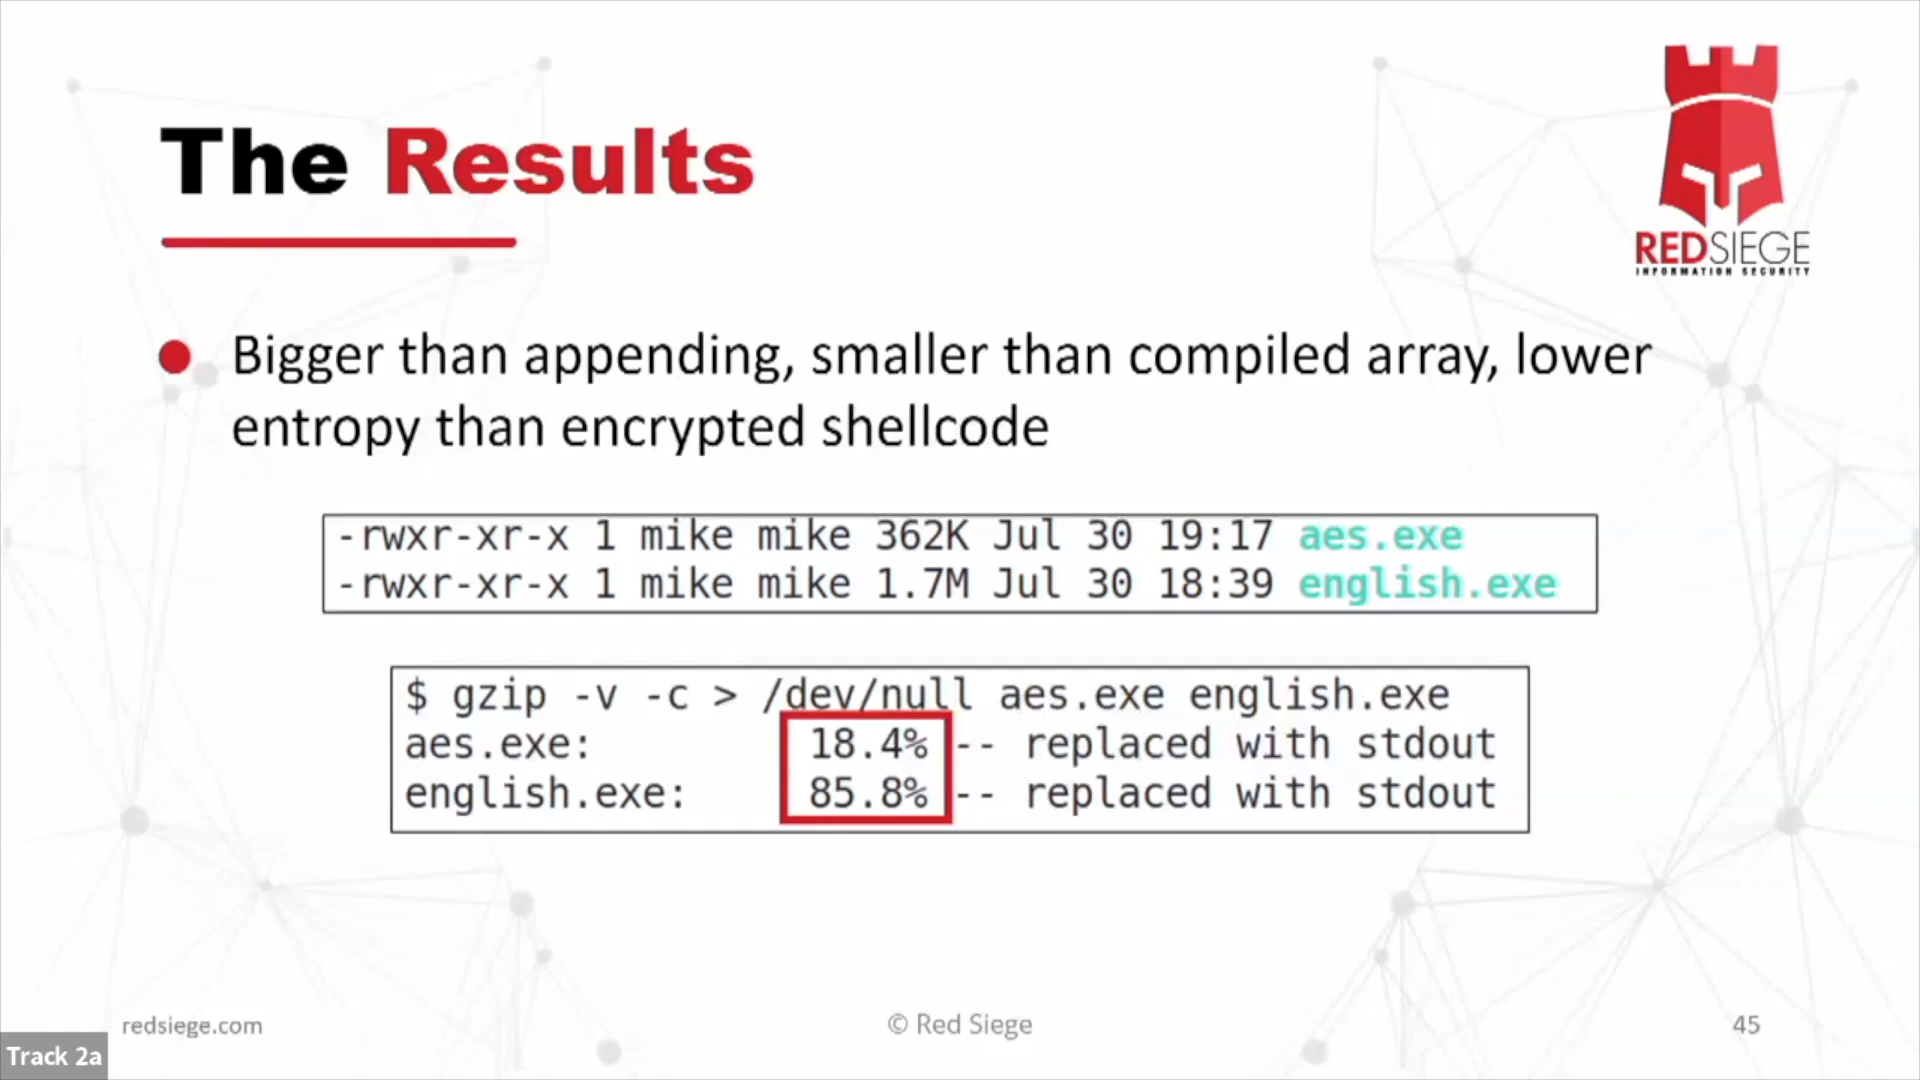 The Results
REDSIEGE
INFORMATION SECURITY
Bigger than appending, smaller than compiled array, lower
entropy than encrypted shellcode
-rwxr-xr-x 1 mike mike 362K Jul 30 19:17 aes.exe
-rwxr-xr-x 1 mike mike 1.7M Jul 30 18:39 english.exe
$ gzip -v -c > /dev/null aes.exe english.exe
aes.exe: 18.4% -- replaced with stdout
english.exe: 85.8% -- replaced with stdout
redsiege.com
© Red Siege
45
Track 2a